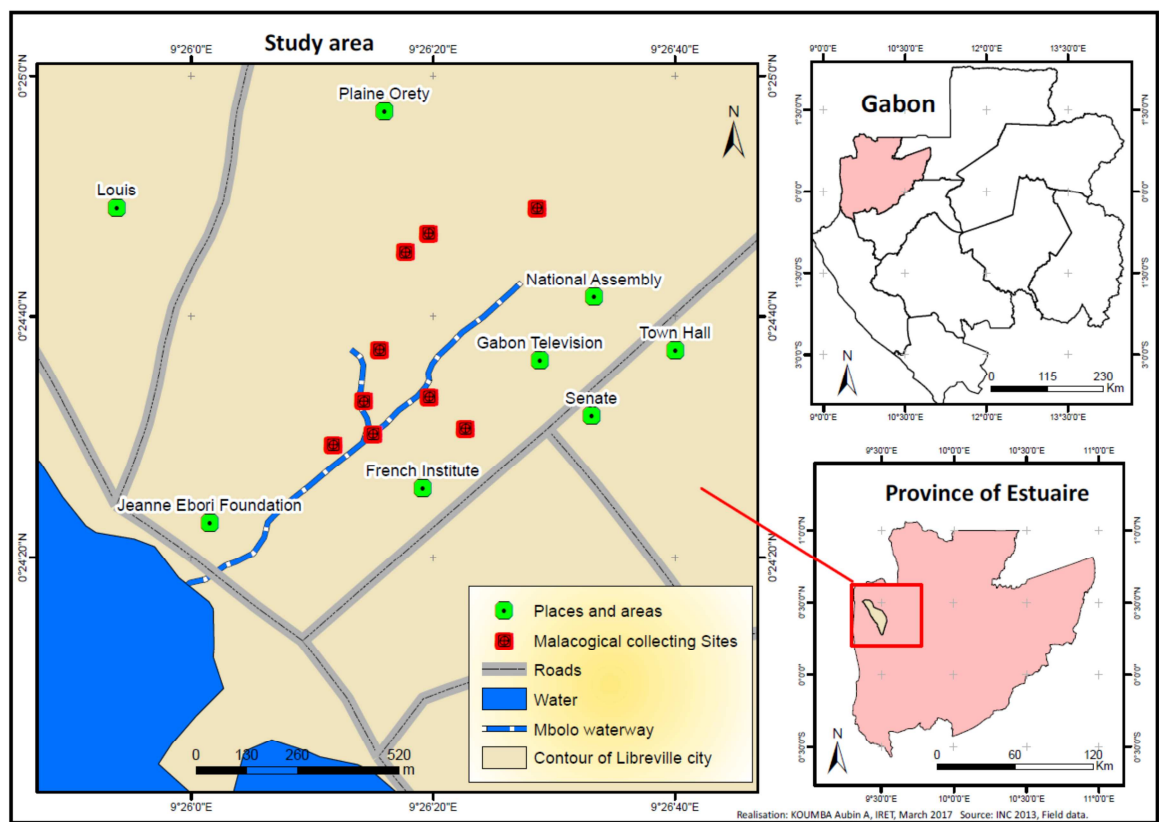 Study area
9°26'0"E
9°26'20"E
9°26'40"E
0°25'0"N
0°25'0"N
Plaine Orety
N
Louis
National Assembly
0°24'40"N
0°24'40"N
Town Hall
Gabon Television
Senate
French Institute
Jeanne Ebori Foundation
0°24'20"N
0°24'20"N
Places and areas
Malacogical collecting Sites
Roads
Water
Mbolo waterway
Contour of Libreville city
0 130 260 520
m
9°26'0"E
9°26'20"E
9°26'40"E
9°0'0"E
10°30'0"E
12°0'0"E
13°30'0"E
Gabon
1°30'0"N
1°30'0"N
0°0'0"
0°0'0"
1°30'0"S
1°30'0"S
3°0'0"S
3°0'0"S
N
0 115 230
Km
9°0'0"E
10°30'0"E
12°0'0"E
13°30'0"E
9°30'0"E
10°0'0"E
10°30'0"E
11°0'0"E
Province of Estuaire
1°0'0"N
1°0'0"N
0°30'0"N
0°30'0"N
0°0'0"
0°0'0"
0°30'0"S
0°30'0"S
N
0 60 120
Km
9°30'0"E
10°0'0"E
10°30'0"E
11°0'0"E
Realisation: KOUMBA Aubin A, IRET, March 2017 Source: INC 2013, Field data.